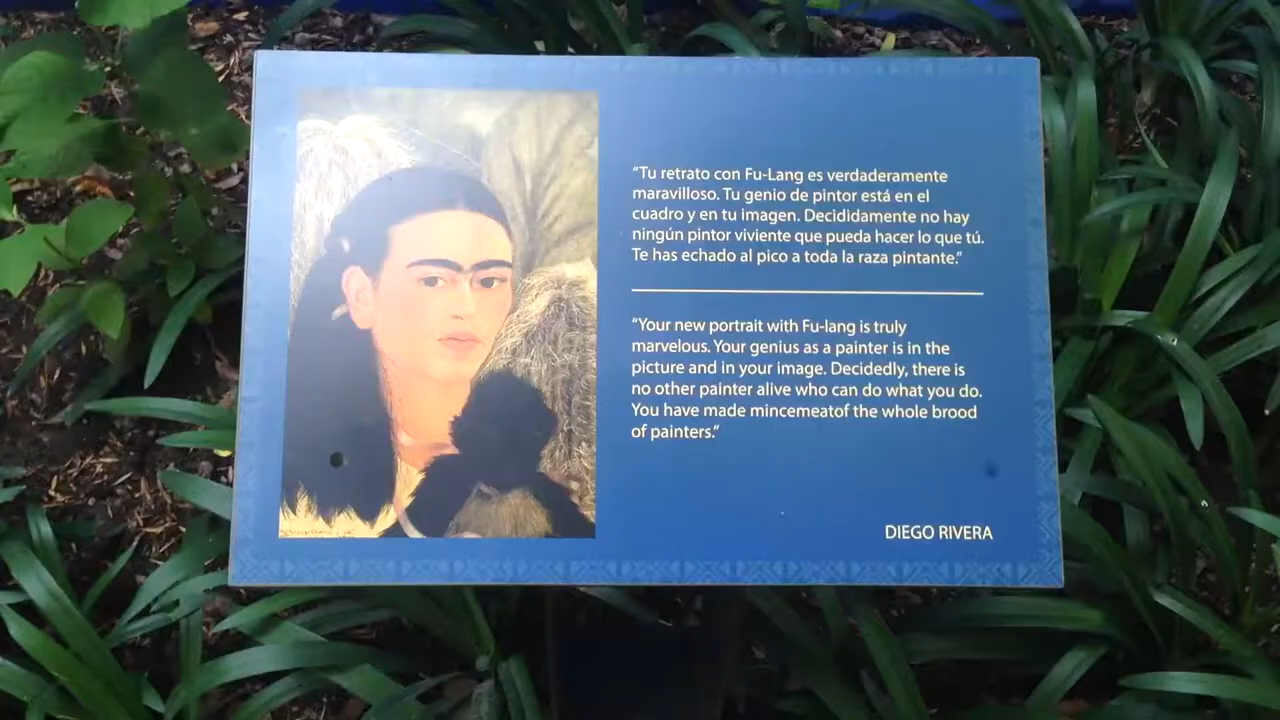 “Tu retrato con Fu-Lang es verdaderamente
maravilloso. Tu genio de pintor está en el
cuadro y en tu imagen. Decididamente no hay
ningún pintor viviente que pueda hacer lo que tú.
Te has echado al pico a toda la raza pintante.”
“Your new portrait with Fu-lang is truly
marvelous. Your genius as a painter is in the
picture and in your image. Decidedly, there is
no other painter alive who can do what you do.
You have made mincemeatof the whole brood
of painters.”
DIEGO RIVERA